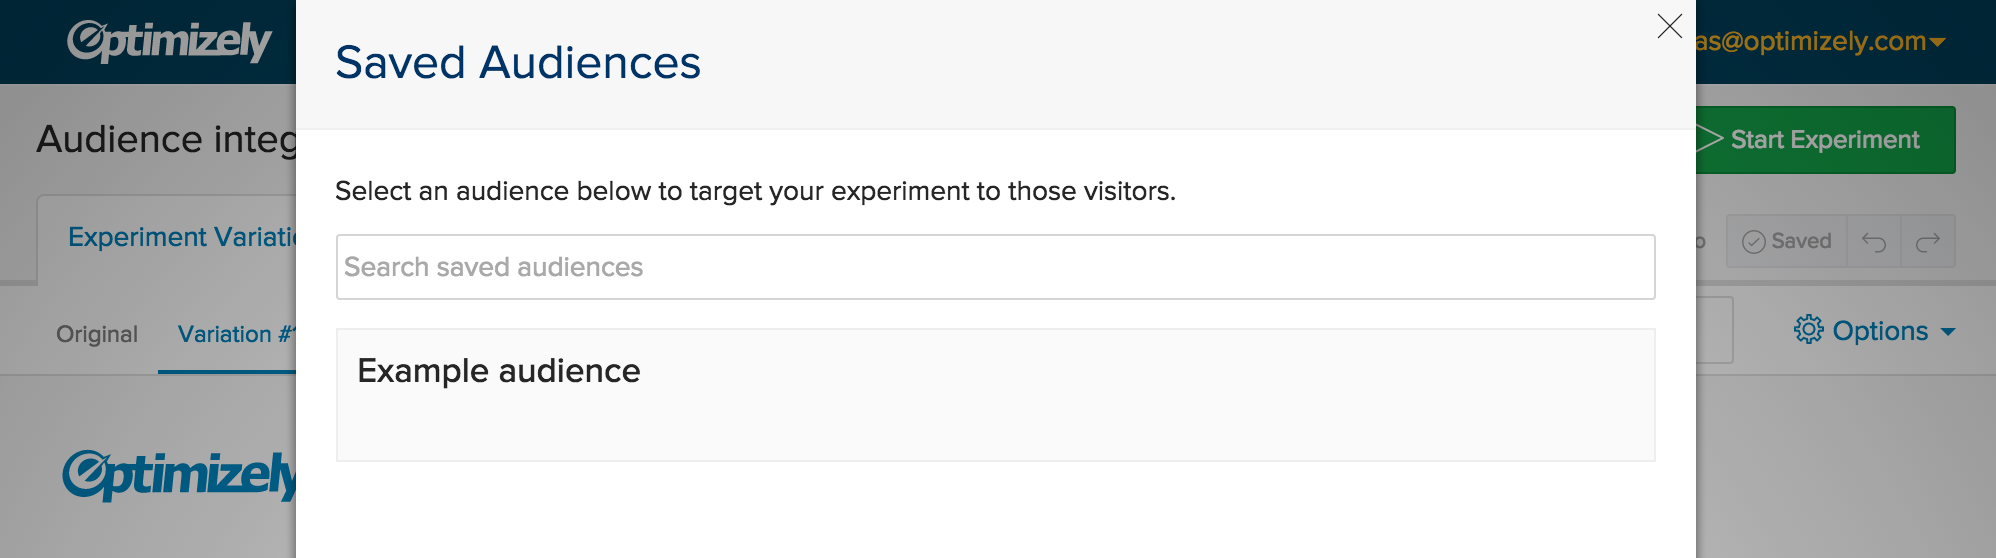 Optimizely
Saved Audiences
as@optimizely.com
Audience integ
Start Experiment
Select an audience below to target your experiment to those visitors.
Experiment Variati
o
Saved
Search saved audiences
Original
Variation #1
Options
Example audience
Optimizely